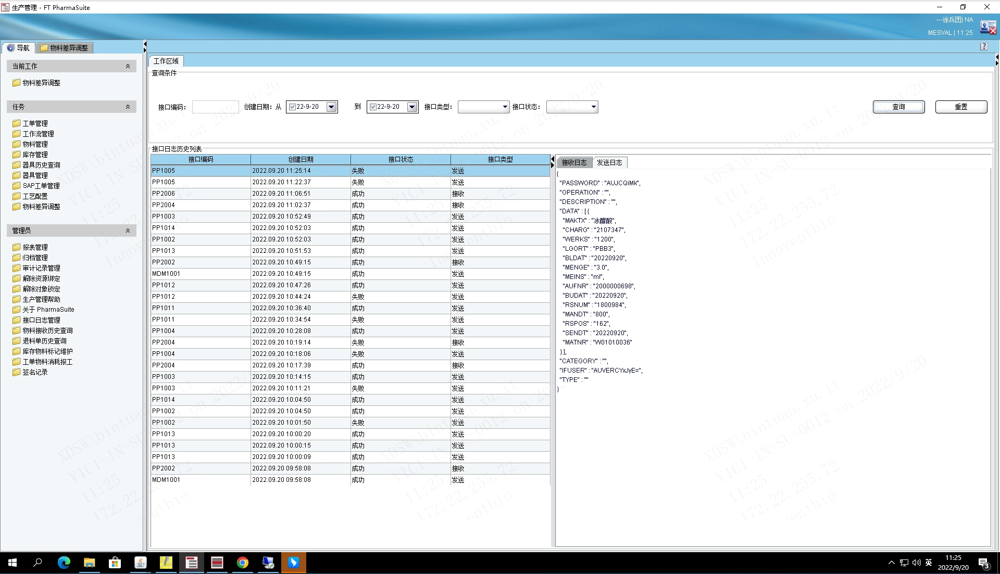 生产管理 - FT PharmaSuite
---徐兵团| NA
MESVAL | 11:25
导航
物料差异调整
当前工作
物料差异调整
任务
工单管理
工作流管理
物料管理
库存管理
器具历史查询
器具管理
SAP工单管理
工艺配置
物料差异调整
管理员
报表管理
归档管理
审计记录管理
解除资源绑定
解除对象锁定
生产管理帮助
关于 PharmaSuite
接口日志管理
物料接收历史查询
退料单历史查询
库存物料标记维护
工单物料消耗报工
签名记录
工作区域
查询条件
接口编码: 创建日期: 从 22-9-20 到 22-9-20 接口类型: 接口状态: 查询 重置
接口日志历史列表
接口编码 创建日期 接口状态 接口类型
PP1005 2022.09.20 11:25:14 失败 发送
PP1005 2022.09.20 11:22:37 失败 发送
PP2006 2022.09.20 11:06:51 成功 接收
PP2004 2022.09.20 11:02:37 成功 接收
PP1003 2022.09.20 10:52:49 成功 发送
PP1014 2022.09.20 10:52:03 成功 发送
PP1002 2022.09.20 10:52:03 成功 发送
PP1013 2022.09.20 10:51:53 成功 发送
PP2002 2022.09.20 10:49:15 成功 接收
MDM1001 2022.09.20 10:49:15 成功 发送
PP1012 2022.09.20 10:47:26 成功 发送
PP1012 2022.09.20 10:44:24 失败 发送
PP1011 2022.09.20 10:36:40 成功 发送
PP1011 2022.09.20 10:34:54 失败 发送
PP1004 2022.09.20 10:28:08 成功 发送
PP2004 2022.09.20 10:19:14 失败 接收
PP1004 2022.09.20 10:18:06 失败 发送
PP2004 2022.09.20 10:17:39 成功 接收
PP1003 2022.09.20 10:14:15 成功 发送
PP1003 2022.09.20 10:11:21 失败 发送
PP1014 2022.09.20 10:04:50 成功 发送
PP1002 2022.09.20 10:04:50 成功 发送
PP1002 2022.09.20 10:01:50 失败 发送
PP1013 2022.09.20 10:00:20 成功 发送
PP1013 2022.09.20 10:00:15 成功 发送
PP1013 2022.09.20 10:00:09 成功 发送
PP2002 2022.09.20 09:58:08 成功 接收
MDM1001 2022.09.20 09:58:08 成功 发送
接收日志 发送日志
{
"PASSWORD" : "AUJCQiMk",
"OPERATION" : "",
"DESCRIPTION" : "",
"DATA" : [ {
"MAKTX" : "冰醋酸",
"CHARG" : "2107347",
"WERKS" : "1200",
"LGORT" : "PBB3",
"BLDAT" : "20220920",
"MENGE" : "3.0",
"MEINS" : "ml",
"AUFNR" : "2000000698",
"BUDAT" : "20220920",
"RSNUM" : "1800984",
"MANDT" : "800",
"RSPOS" : "162",
"SENDT" : "20220920",
"MATNR" : "W01010036"
} ],
"CATEGORY" : "",
"IFUSER" : "AUVERCYxJyE=",
"TYPE" : ""
}
XDSW\bintuan.xu.it
V1C1-IN-SU-0012 on 2022/9/20
11:25
172.22.255.72
Innoventbio
英
11:25
2022/9/20
3